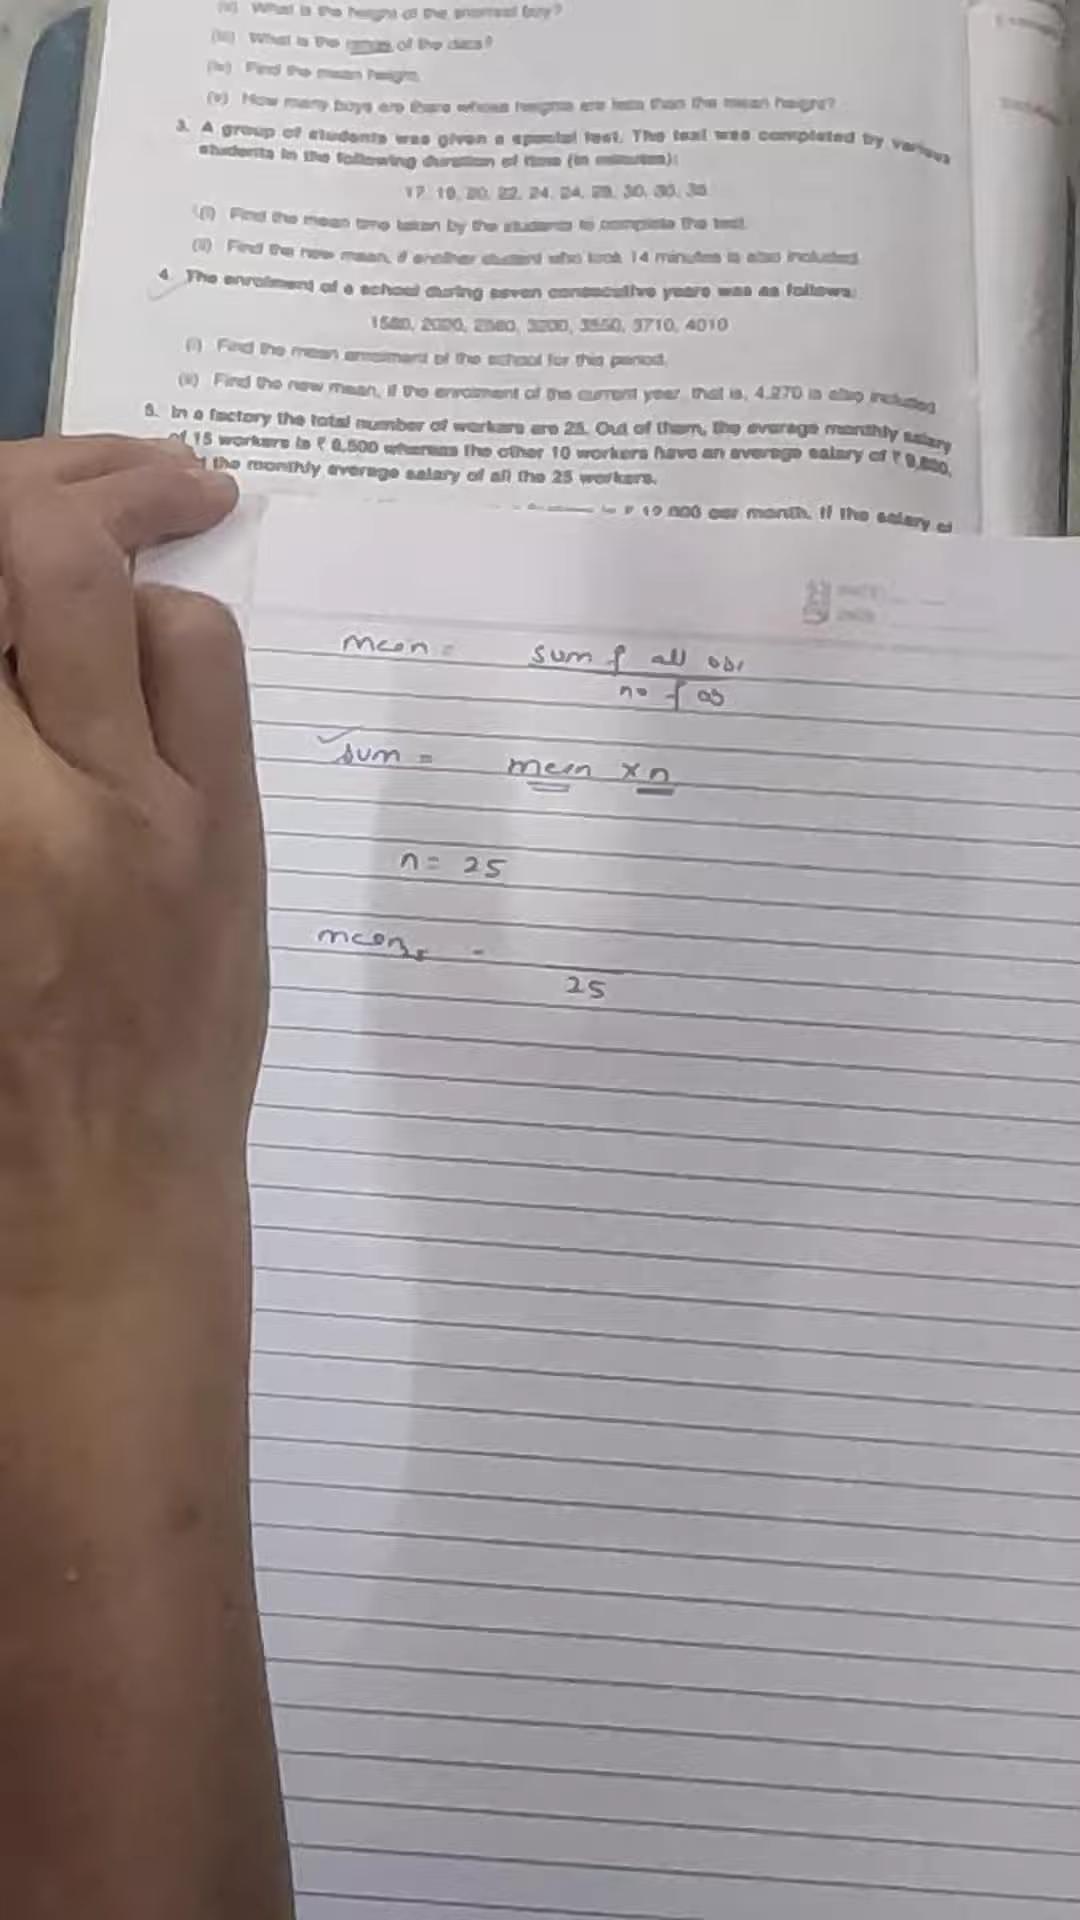 (iii) What is the range of the data?
(iv) Find the mean height.
(v) How many boys are there whose heights are less than the mean height?
3. A group of students was given a special test. The test was completed by various
students in the following duration of time (in minutes):
17, 19, 20, 22, 24, 24, 28, 30, 30, 35
(i) Find the mean time taken by the students to complete the test.
(ii) Find the new mean, if another student who took 14 minutes is also included.
4. The enrolment of a school during seven consecutive years was as follows:
3200, 3550, 3710, 4010
(i) Find the mean enrolment of the school for this period.
(ii) Find the new mean, if the enrolment of the current year, that is, 4,270 is also included.
5. In a factory the total number of workers are 25. Out of them, the average monthly salary
of 15 workers is ₹ 8,500 whereas the other 10 workers have an average salary of ₹
the monthly average salary of all the 25 workers.
per month. If the salary of
mean = sum of all obs
no of ob
sum = mean × n
n = 25
mean =
25